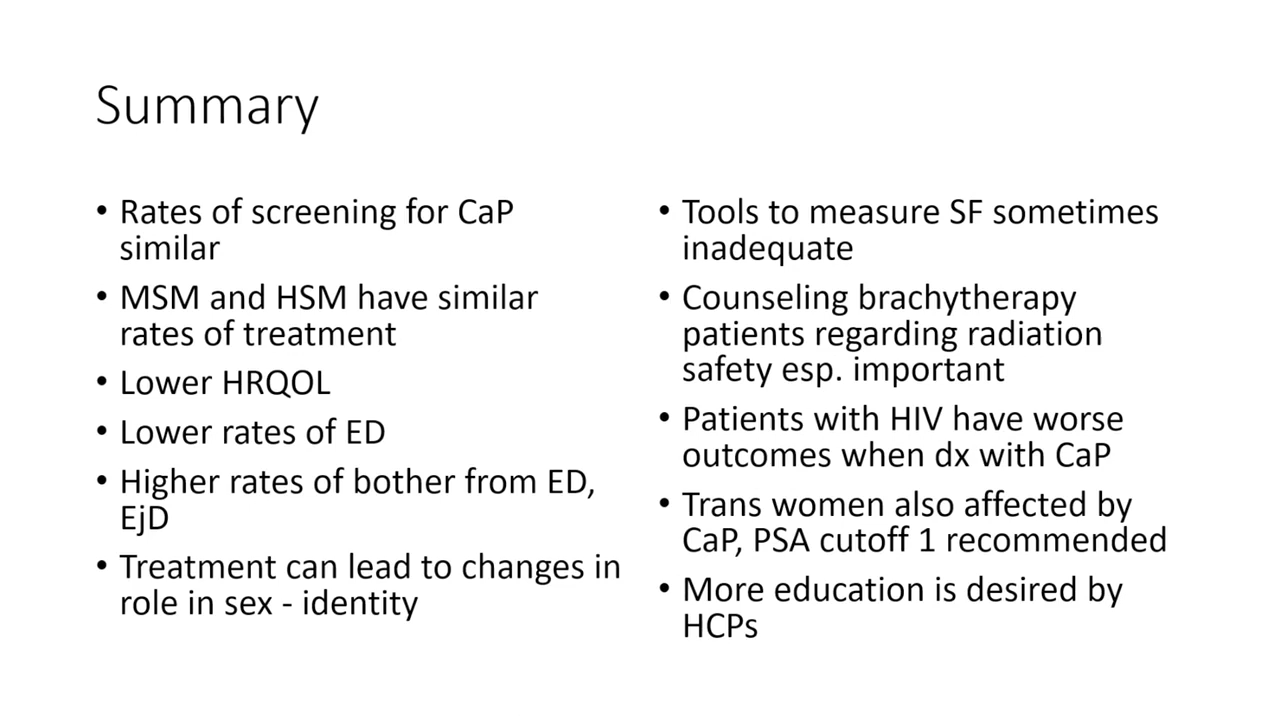 Summary
• Rates of screening for CaP
similar
• MSM and HSM have similar
rates of treatment
• Lower HRQOL
• Lower rates of ED
• Higher rates of bother from ED,
EjD
• Treatment can lead to changes in
role in sex - identity
• Tools to measure SF sometimes
inadequate
• Counseling brachytherapy
patients regarding radiation
safety esp. important
• Patients with HIV have worse
outcomes when dx with CaP
• Trans women also affected by
CaP, PSA cutoff 1 recommended
• More education is desired by
HCPs